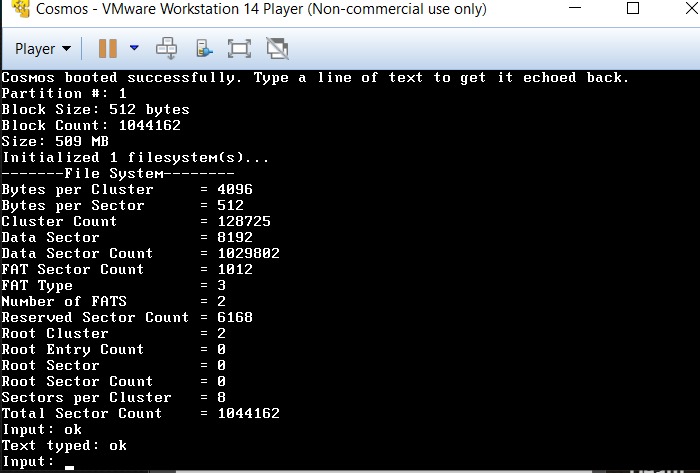 Cosmos - VMware Workstation 14 Player (Non-commercial use only)
Player
Cosmos booted successfully. Type a line of text to get it echoed back.
Partition #: 1
Block Size: 512 bytes
Block Count: 1044162
Size: 509 MB
Initialized 1 filesystem(s)...
-------File System--------
Bytes per Cluster = 4096
Bytes per Sector = 512
Cluster Count = 128725
Data Sector = 8192
Data Sector Count = 1029802
FAT Sector Count = 1012
FAT Type = 3
Number of FATS = 2
Reserved Sector Count = 6168
Root Cluster = 2
Root Entry Count = 0
Root Sector = 0
Root Sector Count = 0
Sectors per Cluster = 8
Total Sector Count = 1044162
Input: ok
Text typed: ok
Input: